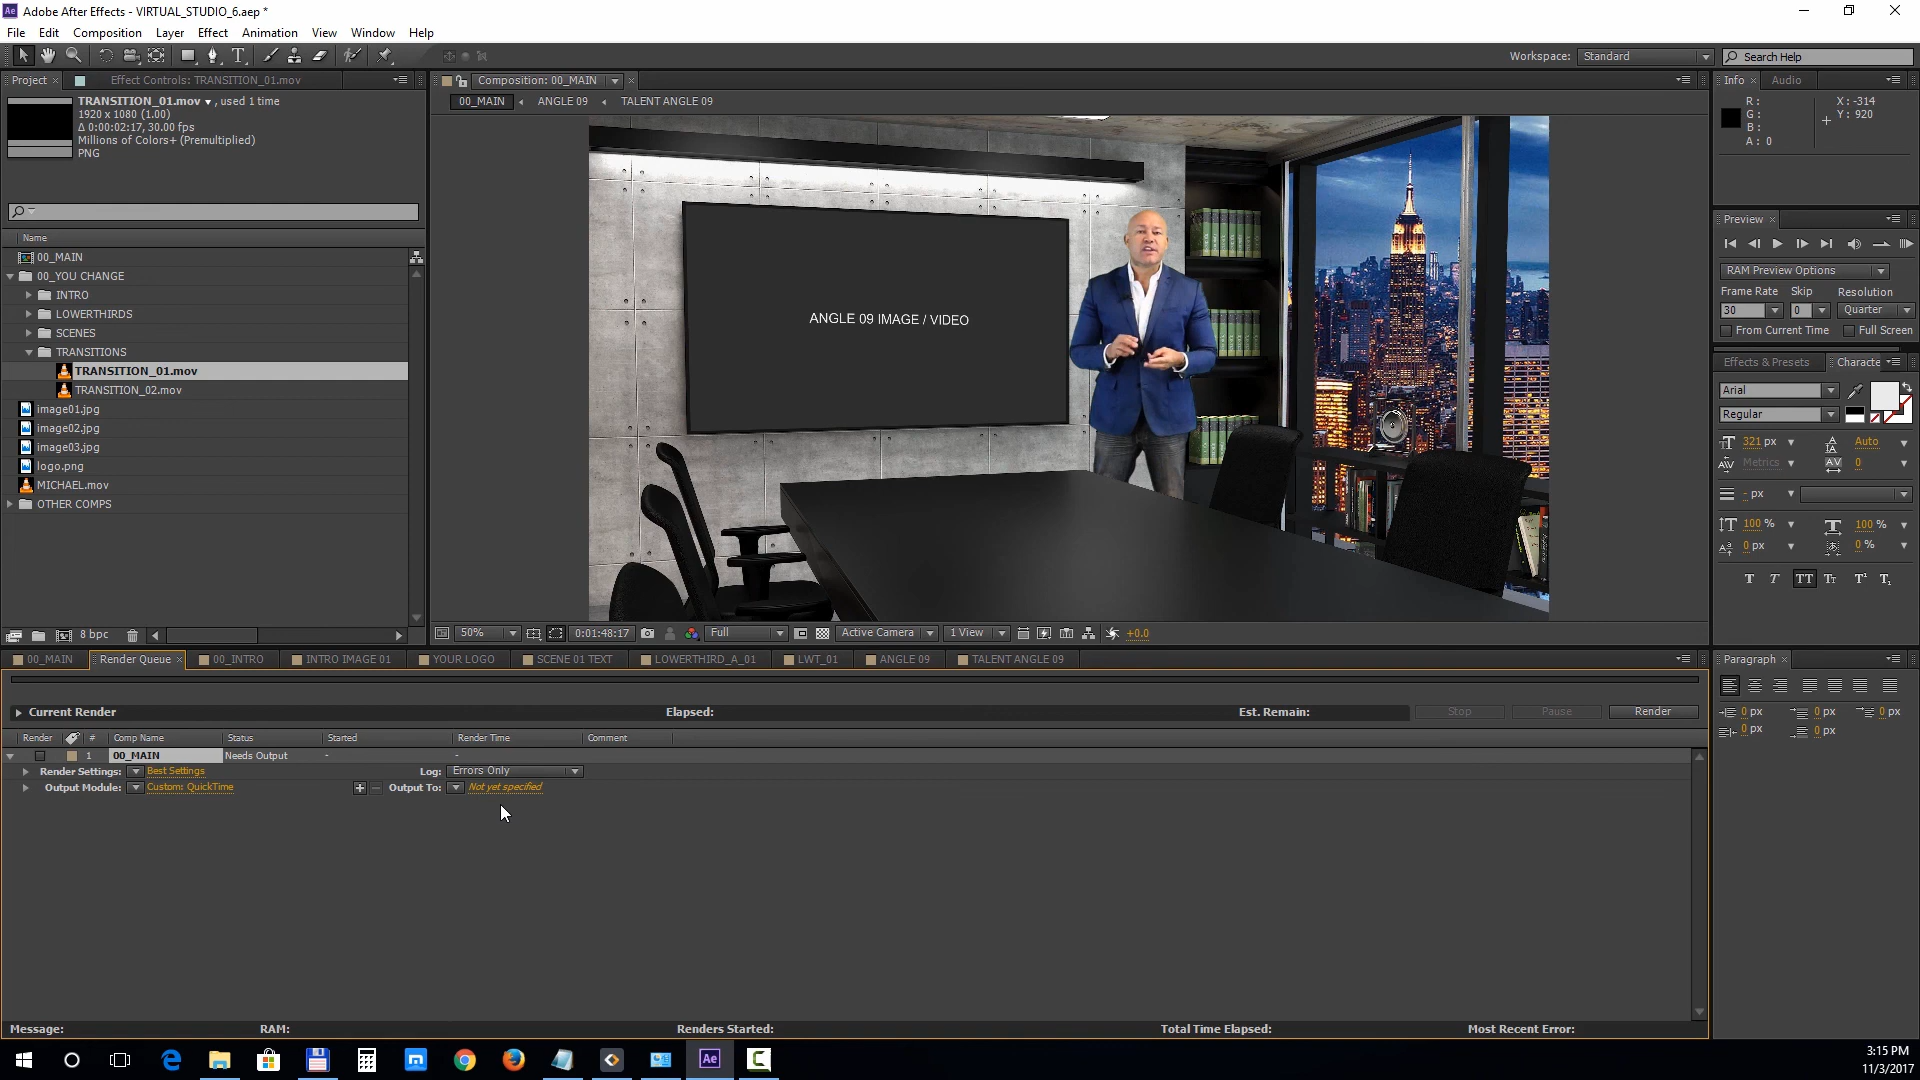 Ae Adobe After Effects - VIRTUAL_STUDIO_6.aep *
File Edit Composition Layer Effect Animation View Window Help
T Workspace: Standard Search Help
Project × Effect Controls: TRANSITION_01.mov
TRANSITION_01.mov ▼ , used 1 time
1920 x 1080 (1.00)
Δ 0:00:02:17, 30.00 fps
Millions of Colors+ (Premultiplied)
PNG
Name
00_MAIN
00_YOU CHANGE
INTRO
LOWERTHIRDS
SCENES
TRANSITIONS
TRANSITION_01.mov
TRANSITION_02.mov
image01.jpg
image02.jpg
image03.jpg
logo.png
MICHAEL.mov
OTHER COMPS
8 bpc
Composition: 00_MAIN
00_MAIN ANGLE 09 TALENT ANGLE 09
ANGLE 09 IMAGE / VIDEO
50% 0:01:48:17 Full Active Camera 1 View +0.0
Info × Audio
R: X: -314
G: Y: 920
B:
A: 0
Preview ×
RAM Preview Options
Frame Rate Skip Resolution
30 0 Quarter
From Current Time Full Screen
Effects & Presets Characte
Arial
Regular
321 px Auto
Metrics 0
- px
100 % 100 %
0 px 0 %
T T TT Tt T¹ T₁
Paragraph ×
0 px 0 px 0 px
0 px 0 px
00_MAIN Render Queue × 00_INTRO INTRO IMAGE 01 YOUR LOGO SCENE 01 TEXT LOWERTHIRD_A_01 LWT_01 ANGLE 09 TALENT ANGLE 09
Current Render Elapsed: Est. Remain: Stop Pause Render
Render # Comp Name Status Started Render Time Comment
1 00_MAIN Needs Output - -
Render Settings: Best Settings Log: Errors Only
Output Module: Custom: QuickTime Output To: Not yet specified
Message: RAM: Renders Started: Total Time Elapsed: Most Recent Error:
Ae
3:15 PM
11/3/2017